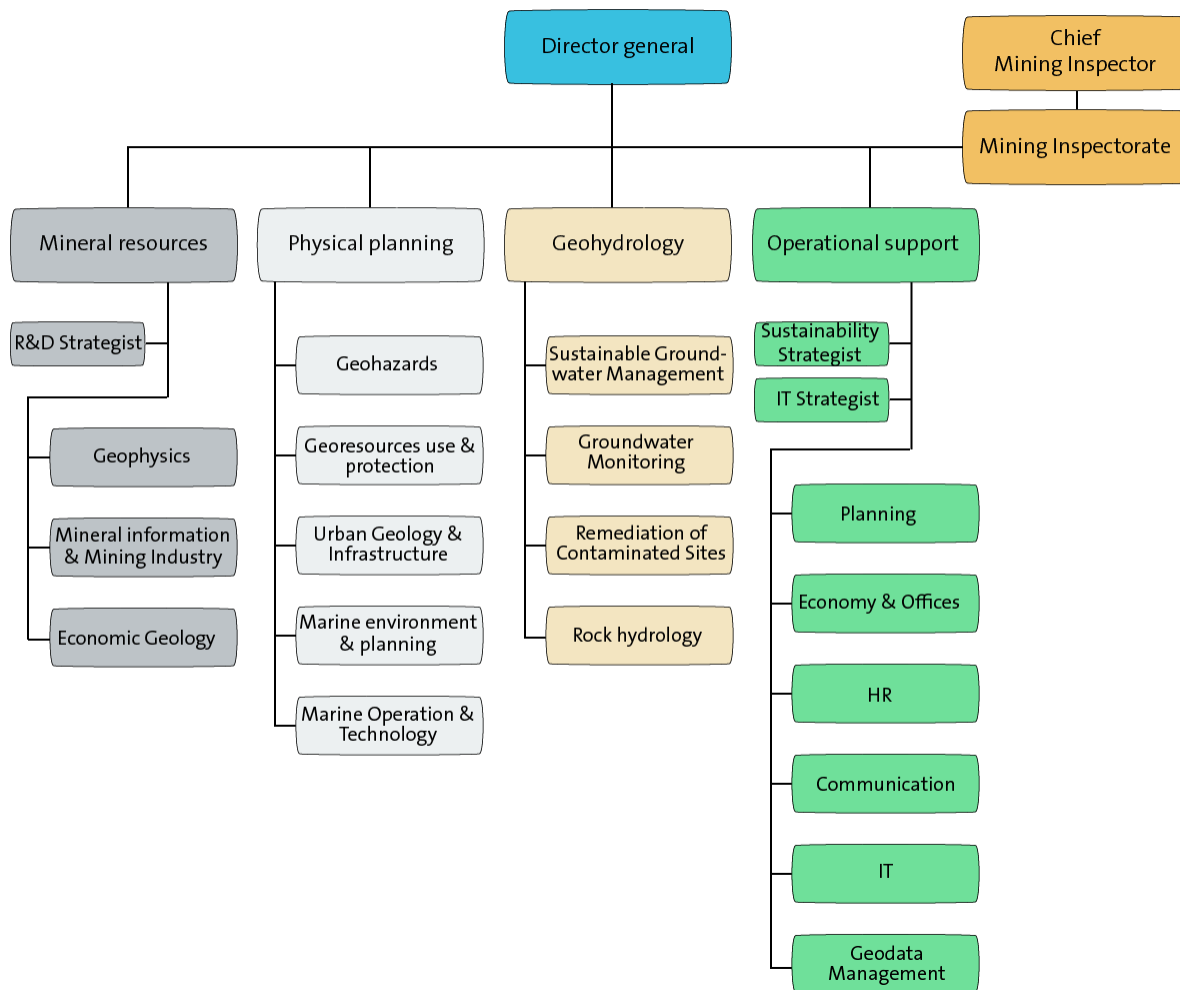 Director general
Chief
Mining Inspector
Mining Inspectorate
Mineral resources
Physical planning
Geohydrology
Operational support
R&D Strategist
Geophysics
Mineral information
& Mining Industry
Economic Geology
Geohazards
Georesources use &
protection
Urban Geology &
Infrastructure
Marine environment
& planning
Marine Operation &
Technology
Sustainable Ground-
water Management
Groundwater
Monitoring
Remediation of
Contaminated Sites
Rock hydrology
Sustainability
Strategist
IT Strategist
Planning
Economy & Offices
HR
Communication
IT
Geodata
Management